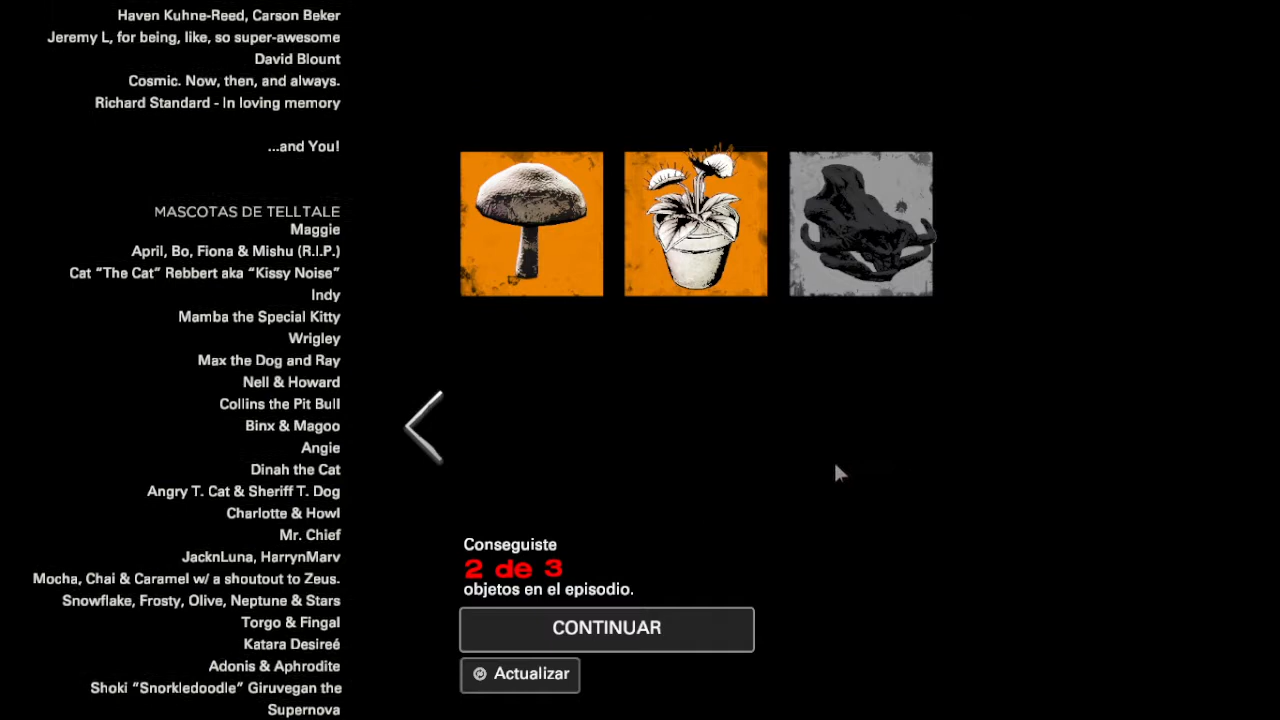 Haven Kuhne-Reed, Carson Beker
Jeremy L, for being, like, so super-awesome
David Blount
Cosmic. Now, then, and always.
Richard Standard - In loving memory
...and You!
MASCOTAS DE TELLTALE
Maggie
April, Bo, Fiona & Mishu (R.I.P.)
Cat “The Cat” Rebbert aka “Kissy Noise”
Indy
Mamba the Special Kitty
Wrigley
Max the Dog and Ray
Nell & Howard
Collins the Pit Bull
Binx & Magoo
Angie
Dinah the Cat
Angry T. Cat & Sheriff T. Dog
Charlotte & Howl
Mr. Chief
JacknLuna, HarrynMarv
Mocha, Chai & Caramel w/ a shoutout to Zeus.
Snowflake, Frosty, Olive, Neptune & Stars
Torgo & Fingal
Katara Desireé
Adonis & Aphrodite
Shoki “Snorkledoodle” Giruvegan the
Supernova
Conseguiste
2 de 3
objetos en el episodio.
CONTINUAR
Actualizar